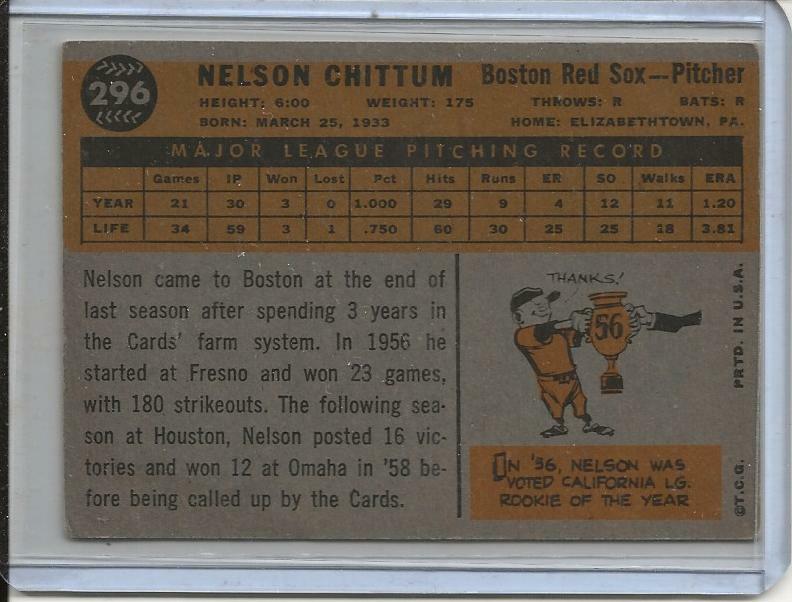 296
NELSON CHITTUM Boston Red Sox—Pitcher
HEIGHT: 6:00 WEIGHT: 175 THROWS: R BATS: R
BORN: MARCH 25, 1933 HOME: ELIZABETHTOWN, PA.
MAJOR LEAGUE PITCHING RECORD
Games IP Won Lost Pct Hits Runs ER SO Walks ERA
YEAR 21 30 3 0 1.000 29 9 4 12 11 1.20
LIFE 34 59 3 1 .750 60 30 25 25 18 3.81
Nelson came to Boston at the end of
last season after spending 3 years in
the Cards' farm system. In 1956 he
started at Fresno and won 23 games,
with 180 strikeouts. The following sea-
son at Houston, Nelson posted 16 vic-
tories and won 12 at Omaha in '58 be-
fore being called up by the Cards.
THANKS!
56
IN '56, NELSON WAS
VOTED CALIFORNIA LG.
ROOKIE OF THE YEAR
©T.C.G. PRTD. IN U.S.A.